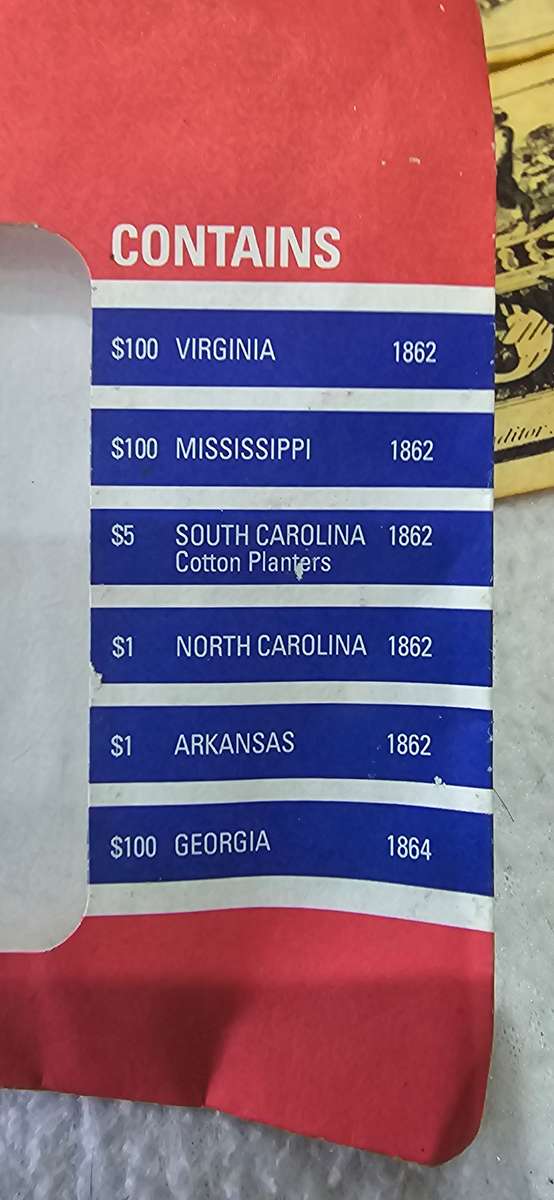 CONTAINS
$100 VIRGINIA 1862
$100 MISSISSIPPI 1862
$5 SOUTH CAROLINA 1862
Cotton Planters
$1 NORTH CAROLINA 1862
$1 ARKANSAS 1862
$100 GEORGIA 1864